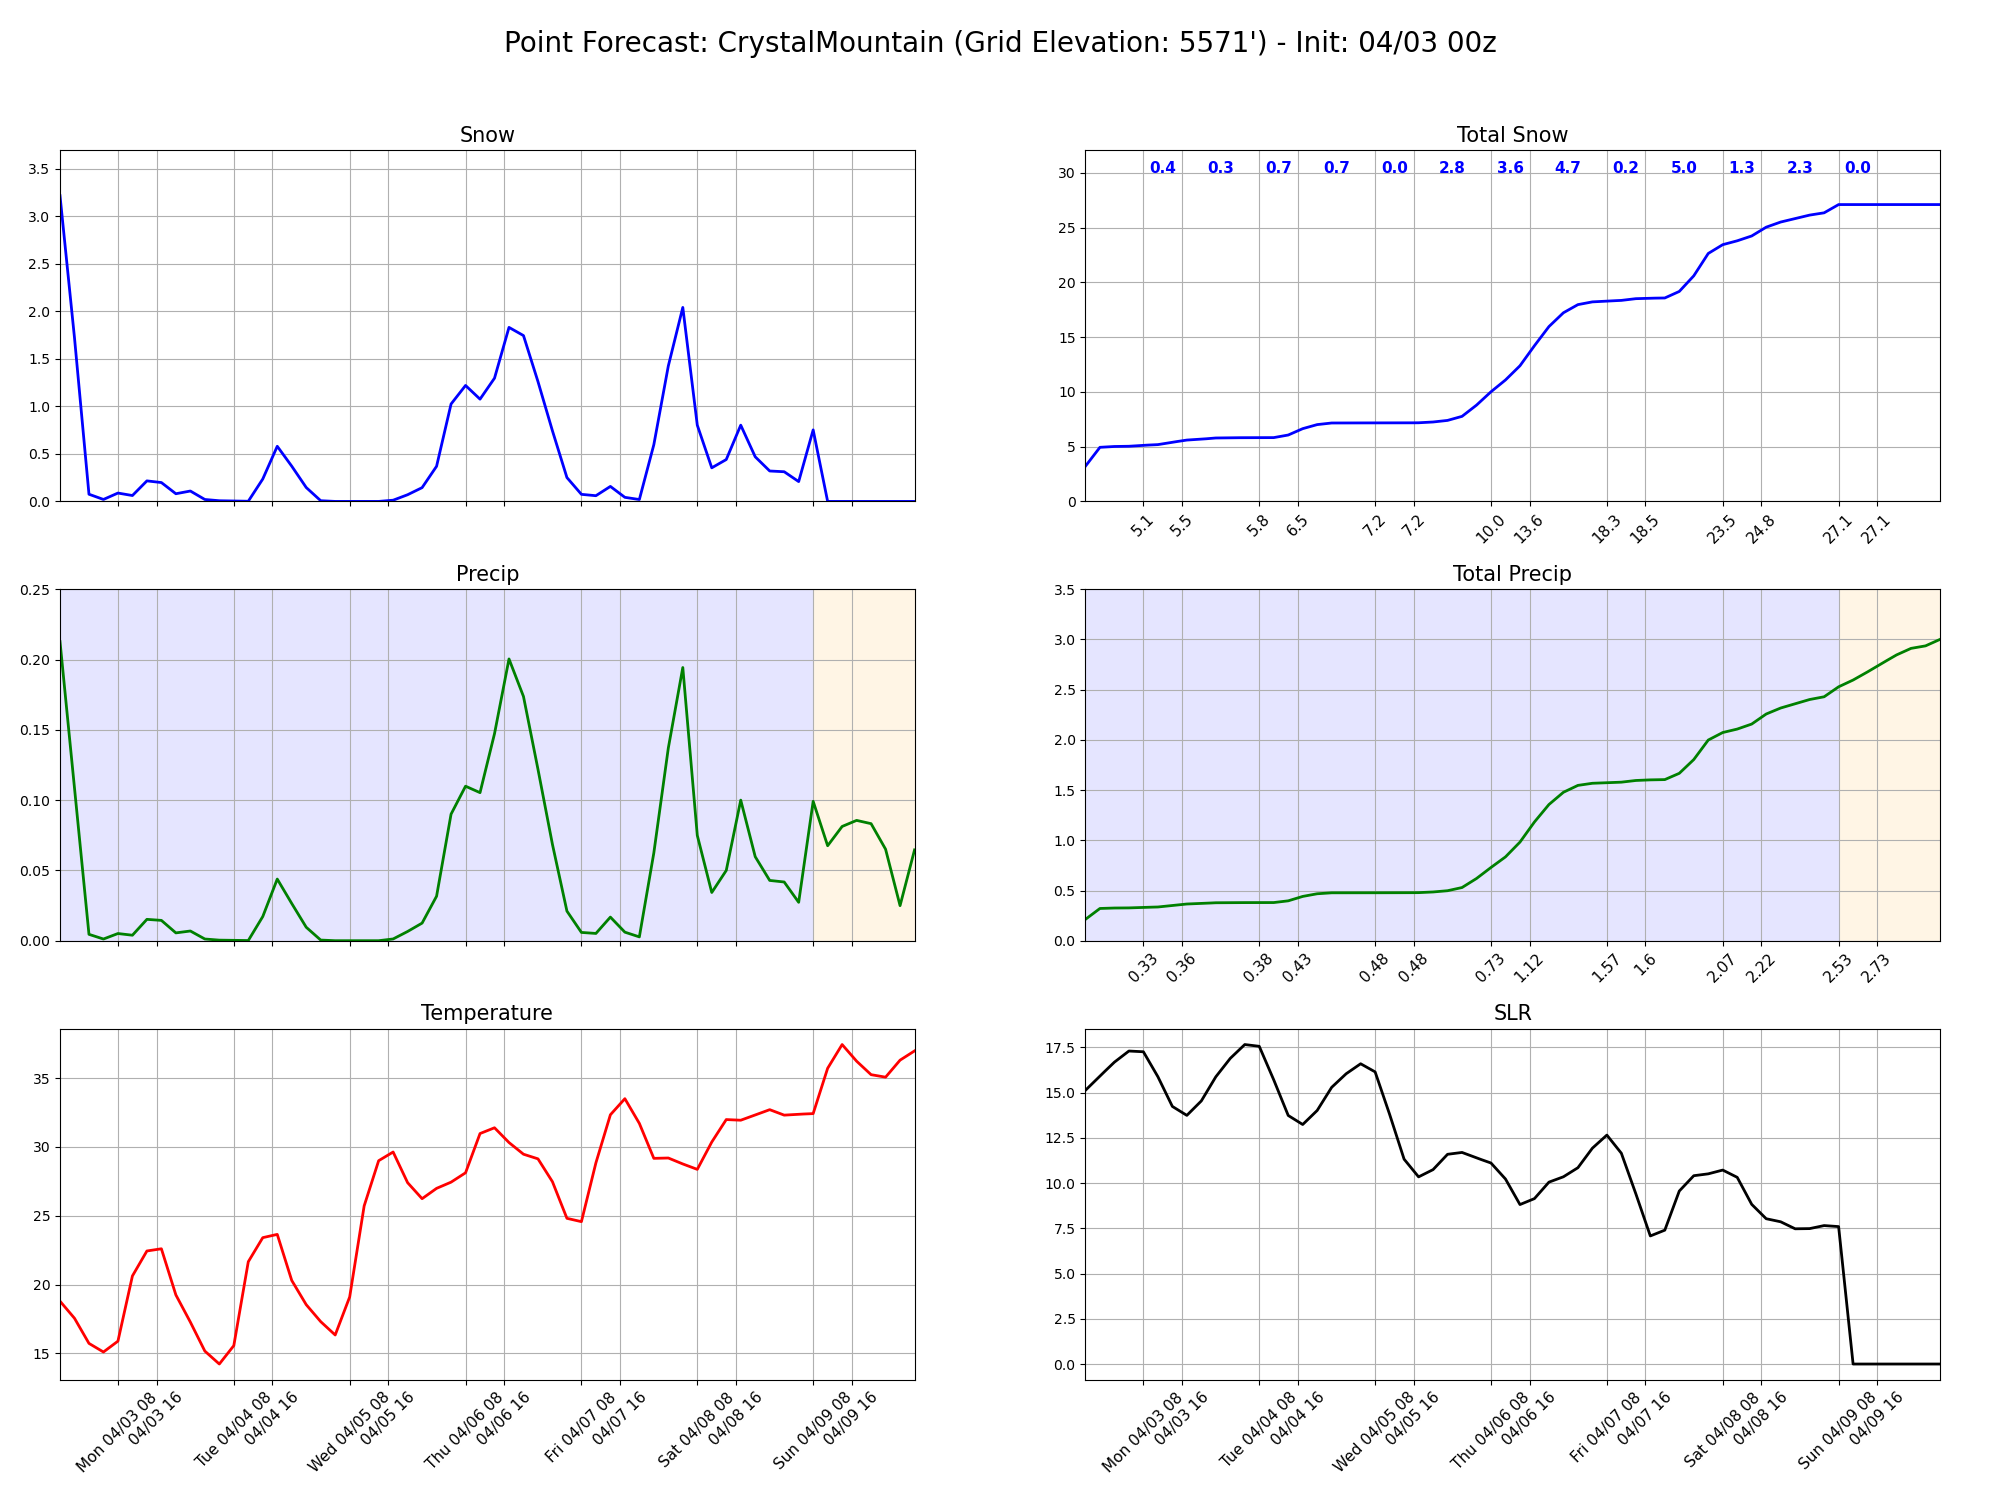 Point Forecast: CrystalMountain (Grid Elevation: 5571') - Init: 04/03 00z
Snow
3.5
3.0
2.5
2.0
1.5
1.0
0.5
0.0
Total Snow
0.4 0.3 0.7 0.7 0.0 2.8 3.6 4.7 0.2 5.0 1.3 2.3 0.0
30
25
20
15
10
5
0
5.1 5.5 5.8 6.5 7.2 7.2 10.0 13.6 18.3 18.5 23.5 24.8 27.1 27.1
Precip
0.25
0.20
0.15
0.10
0.05
0.00
Total Precip
3.5
3.0
2.5
2.0
1.5
1.0
0.5
0.0
0.33 0.36 0.38 0.43 0.48 0.48 0.73 1.12 1.57 1.6 2.07 2.22 2.53 2.73
Temperature
35
30
25
20
15
Mon 04/03 08
04/03 16
Tue 04/04 08
04/04 16
Wed 04/05 08
04/05 16
Thu 04/06 08
04/06 16
Fri 04/07 08
04/07 16
Sat 04/08 08
04/08 16
Sun 04/09 08
04/09 16
SLR
17.5
15.0
12.5
10.0
7.5
5.0
2.5
0.0
Mon 04/03 08
04/03 16
Tue 04/04 08
04/04 16
Wed 04/05 08
04/05 16
Thu 04/06 08
04/06 16
Fri 04/07 08
04/07 16
Sat 04/08 08
04/08 16
Sun 04/09 08
04/09 16